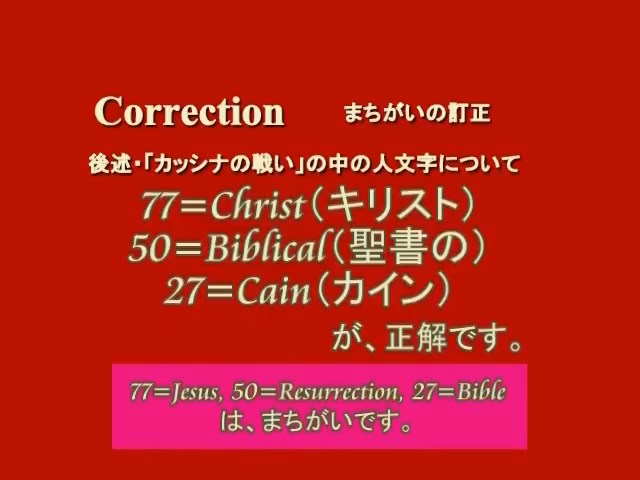 Correction まちがいの訂正
後述・「カッシナの戦い」の中の人文字について
77=Christ（キリスト）
50=Biblical（聖書の）
27=Cain（カイン）
が、正解です。
77=Jesus, 50=Resurrection, 27=Bible
は、まちがいです。